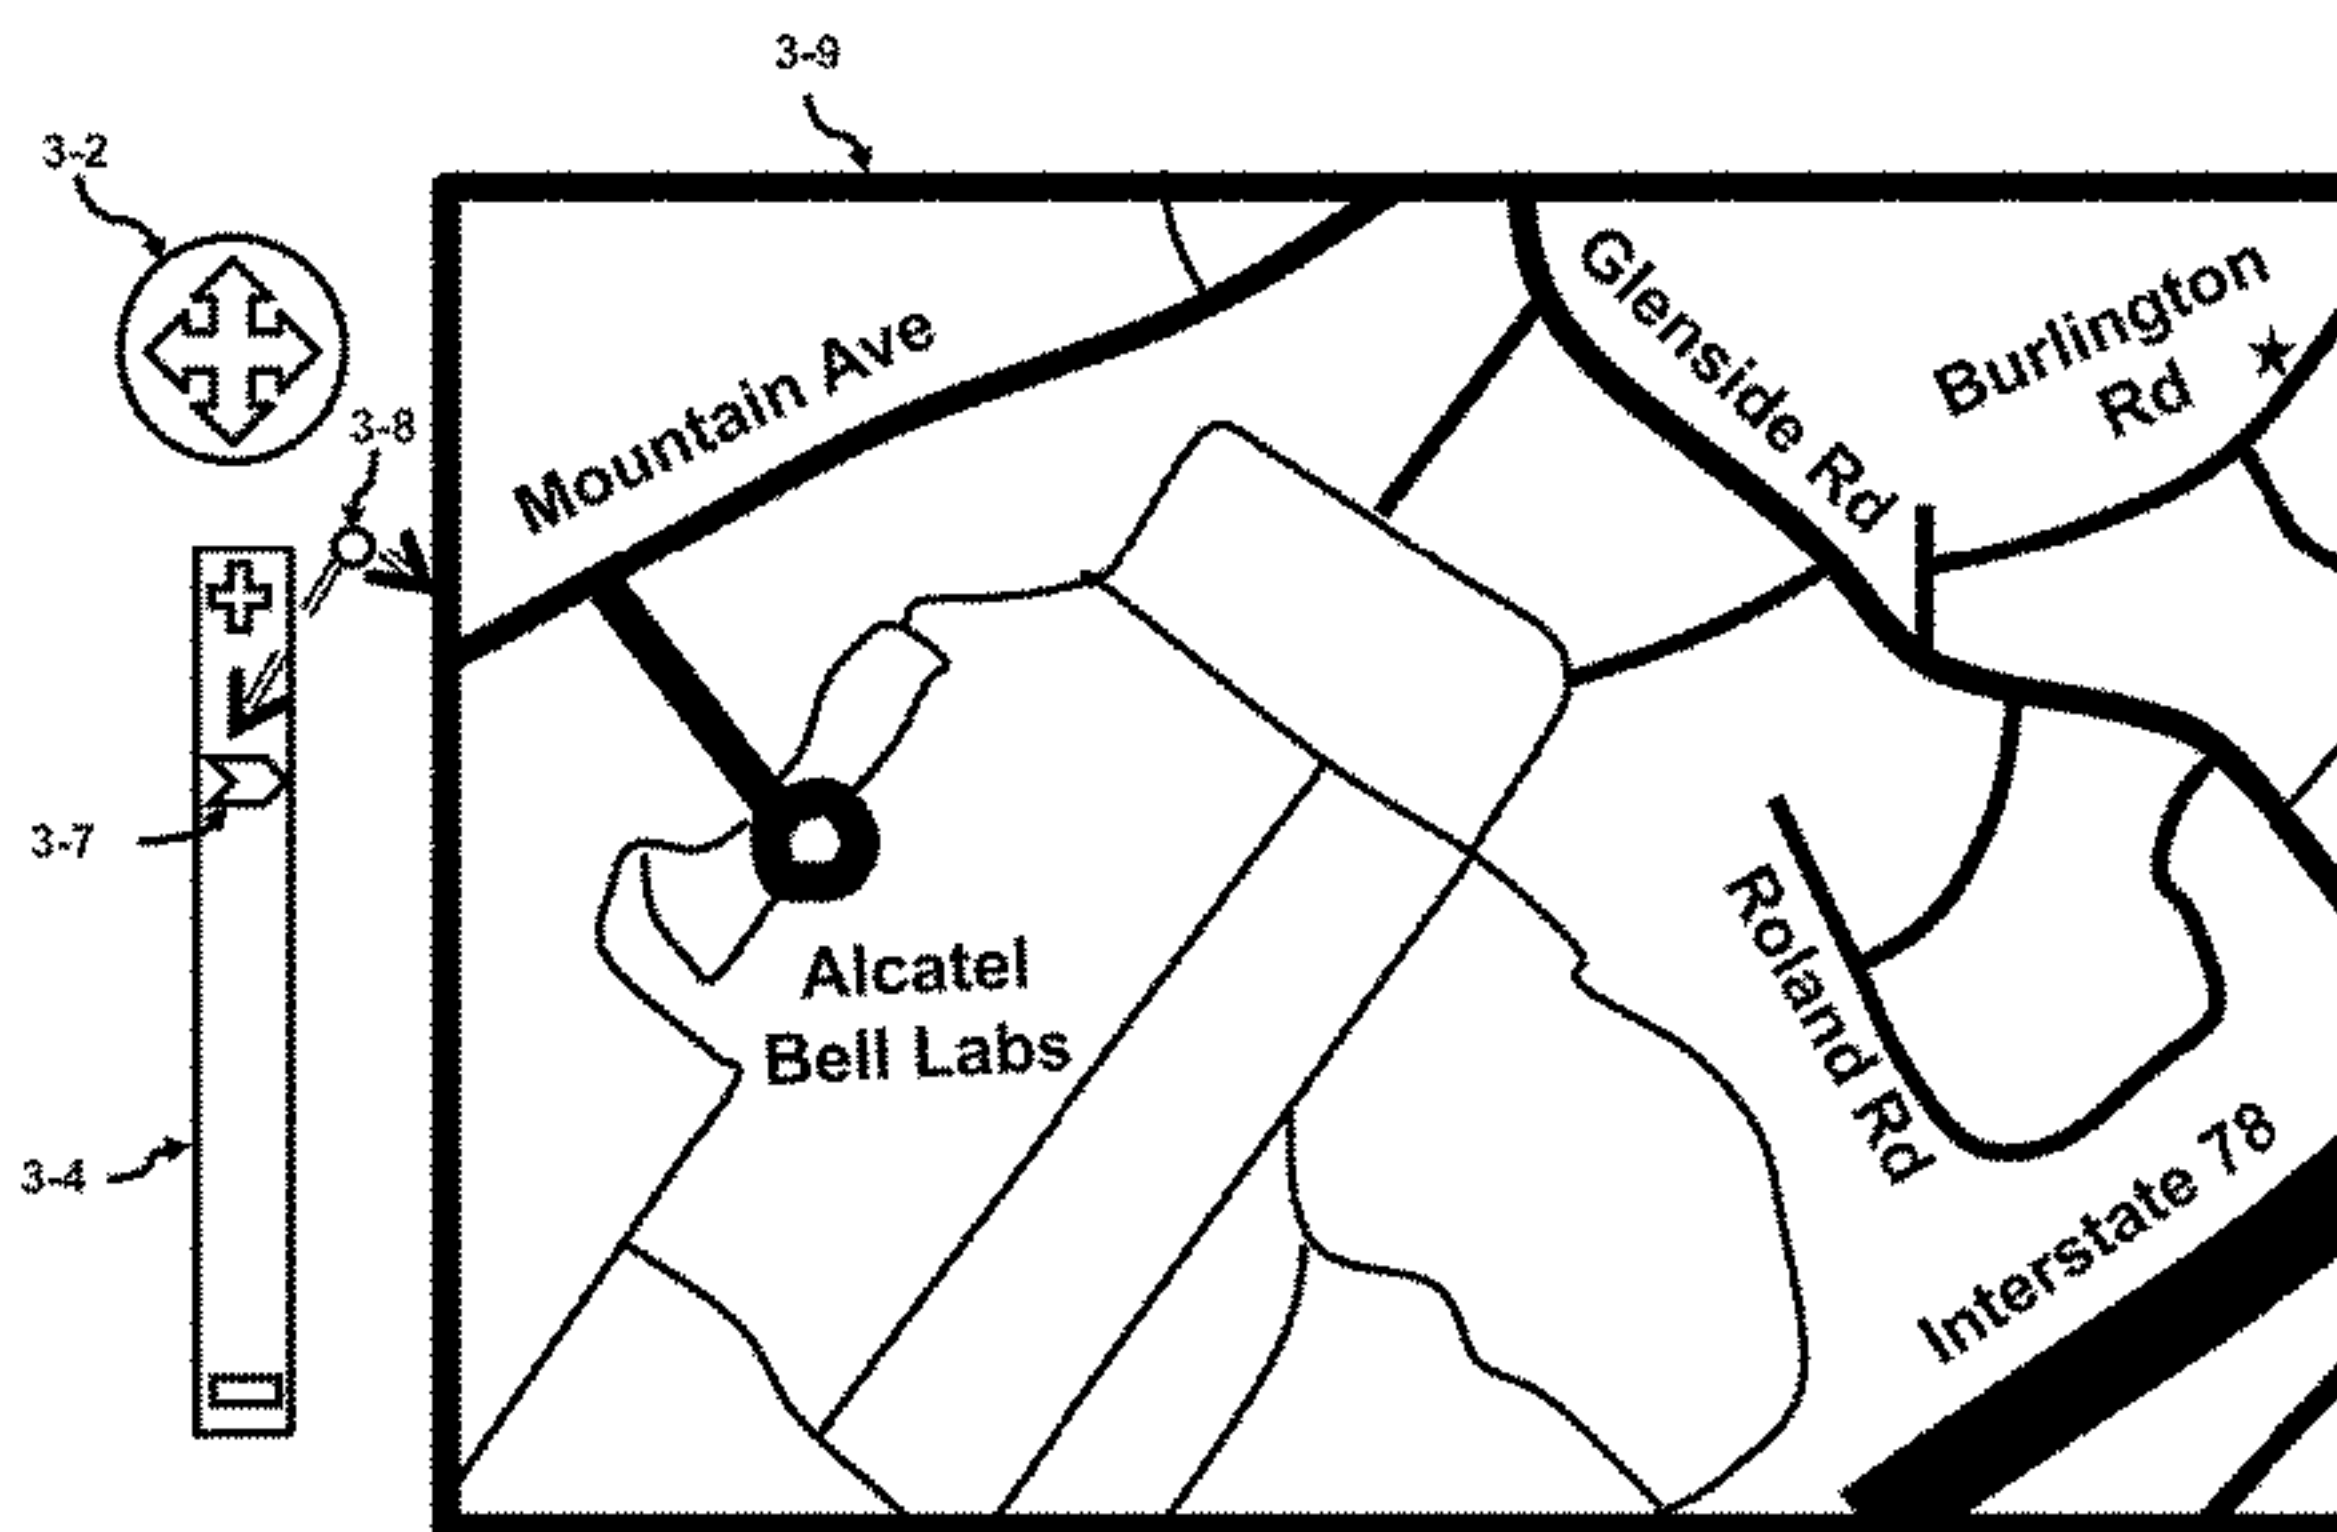 3-9
3-2
3-8
3-7
3-4
Mountain Ave
Glenside Rd
Burlington
Rd
Alcatel
Bell Labs
Roland Rd
Interstate 78